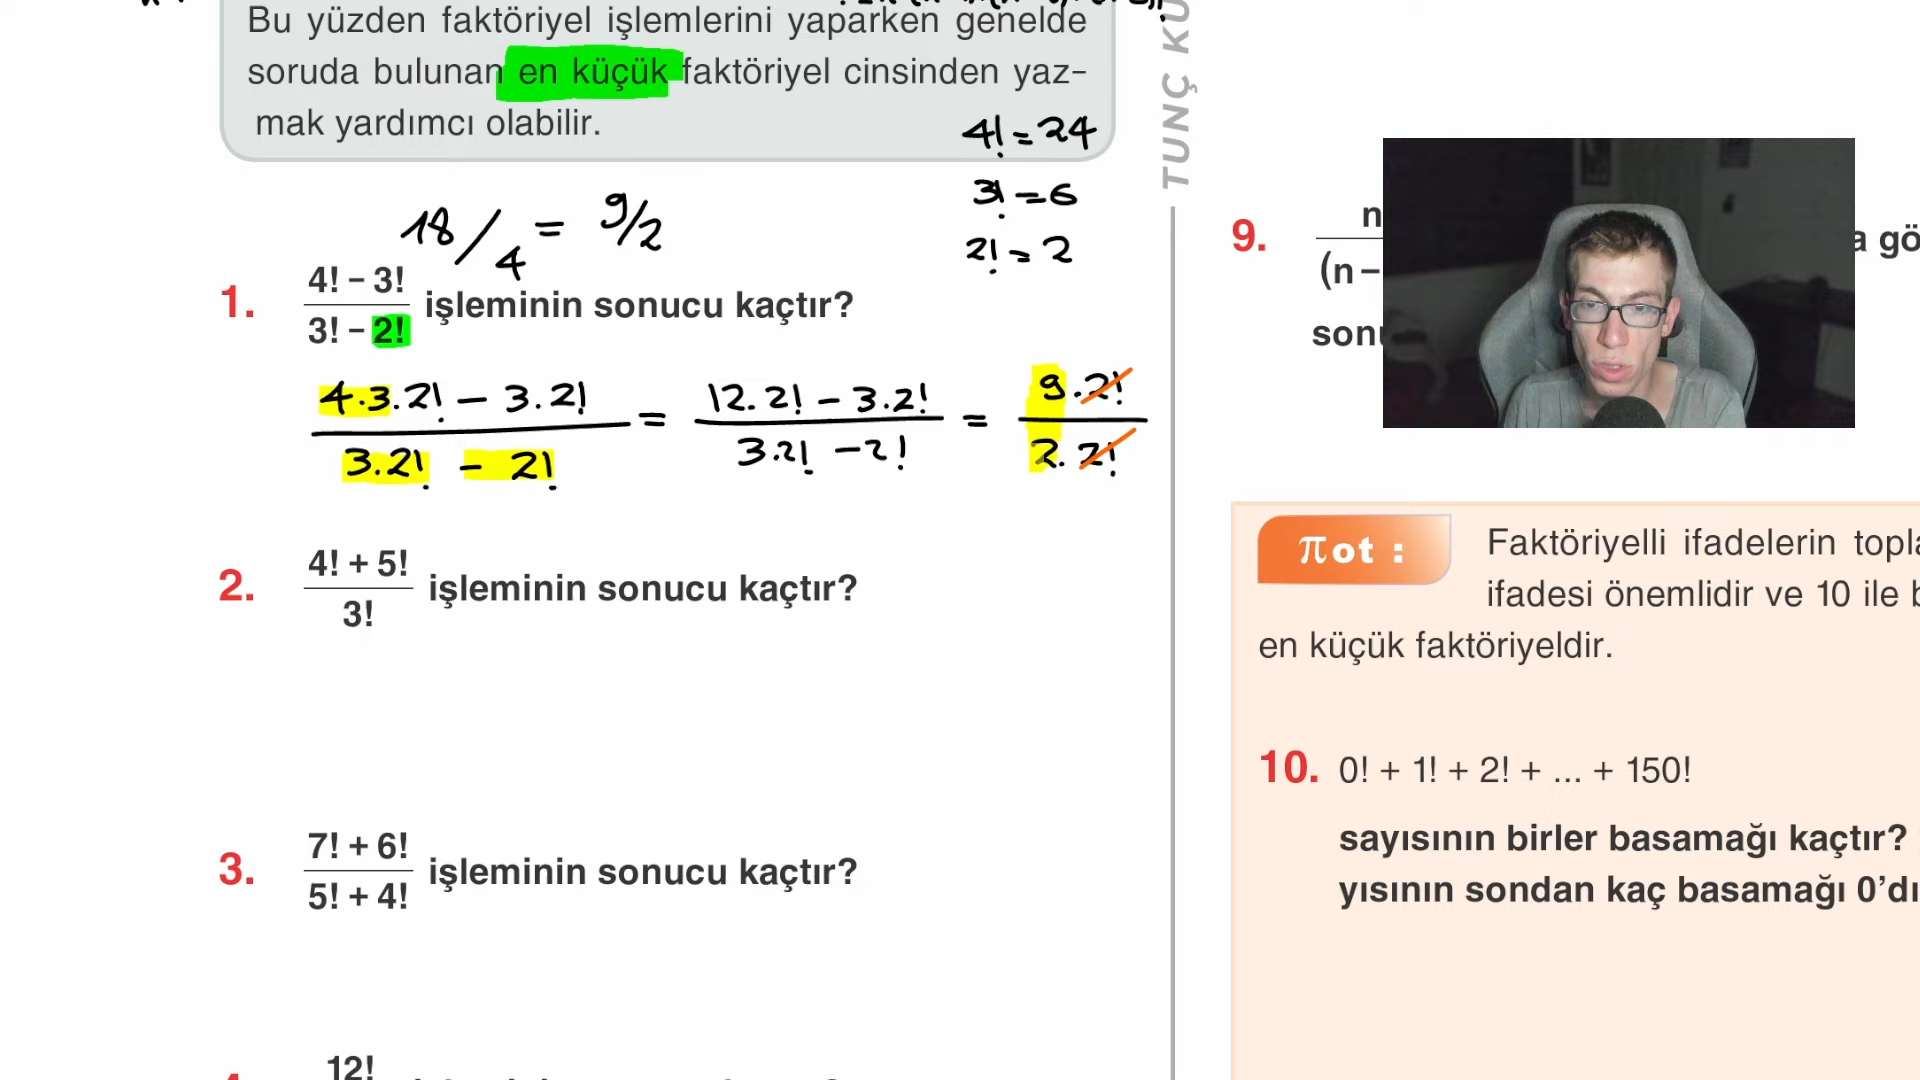 Bu yüzden faktöriyel işlemlerini yaparken genelde
soruda bulunan en küçük faktöriyel cinsinden yaz-
mak yardımcı olabilir.
4! = 24
3! = 6
2! = 2
18/4 = 9/2
1. 4! − 3! / 3! − 2! işleminin sonucu kaçtır?
4·3.2! − 3.2! / 3.2! − 2! = 12.2! − 3.2! / 3.2! − 2! = 9.2! / 2.2!
2. 4! + 5! / 3! işleminin sonucu kaçtır?
3. 7! + 6! / 5! + 4! işleminin sonucu kaçtır?
12!
TUNÇ KU
9. n / (n −
a gö
son
πot :
Faktöriyelli ifadelerin topl
ifadesi önemlidir ve 10 ile
en küçük faktöriyeldir.
10. 0! + 1! + 2! + ... + 150!
sayısının birler basamağı kaçtır?
yısının sondan kaç basamağı 0’dı